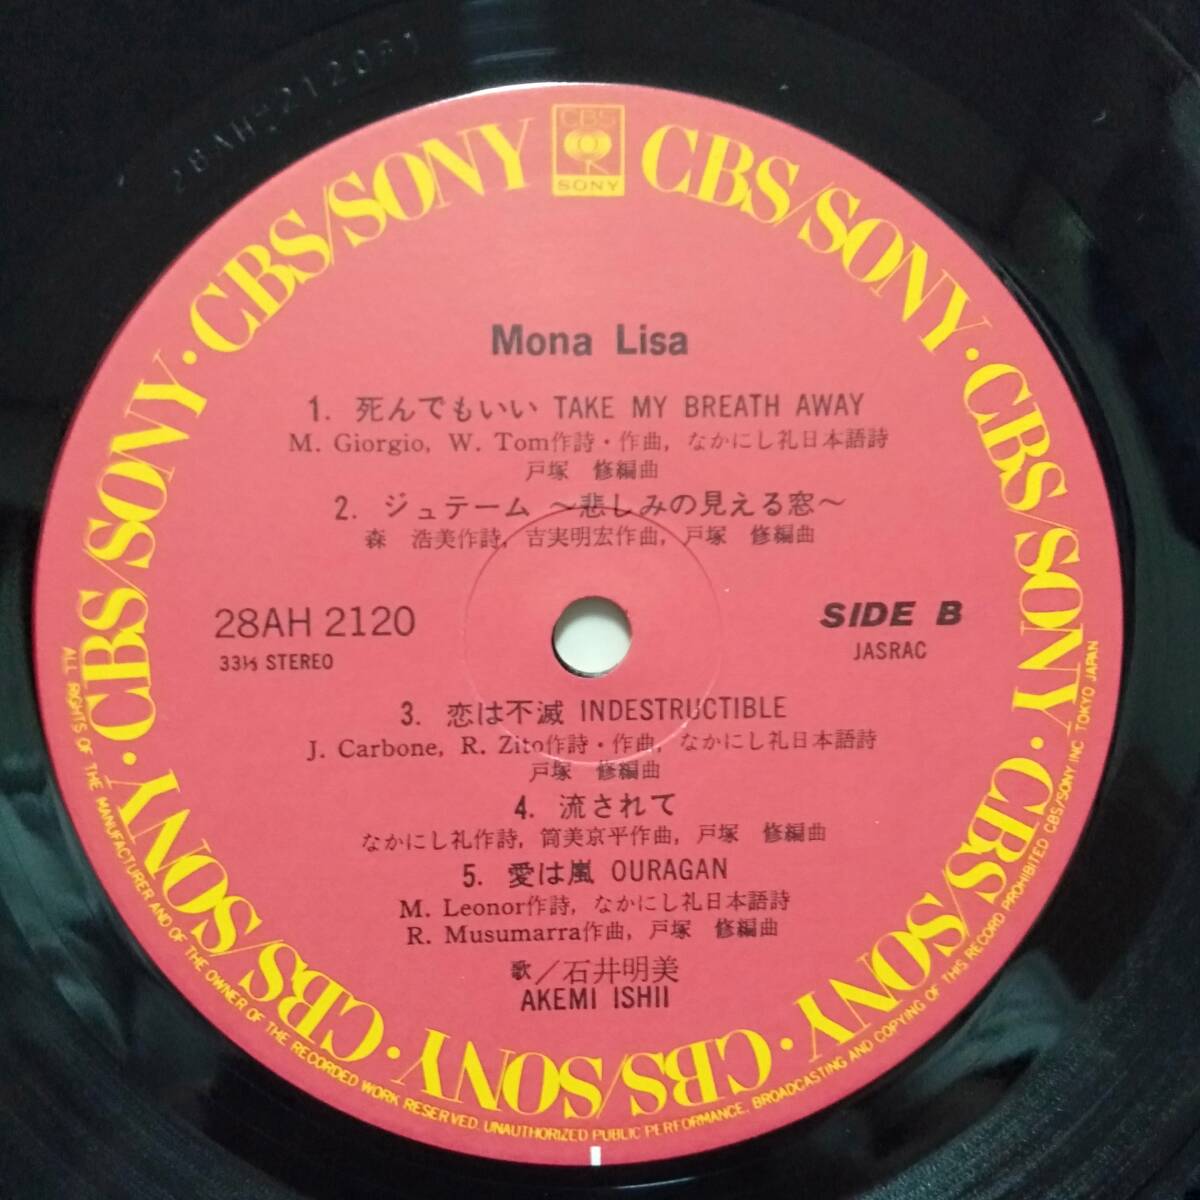 CBS
SONY
CBS/SONY · CBS/SONY · CBS/SONY · CBS/SONY · CBS/SONY · CBS/SONY · CBS/SONY · CBS/SONY
Mona Lisa
1. 死んでもいい TAKE MY BREATH AWAY
M. Giorgio, W. Tom作詩・作曲, なかにし礼日本語詩
戸塚 修編曲
2. ジュテーム 〜悲しみの見える窓〜
森 浩美作詩, 吉実明宏作曲, 戸塚 修編曲
28AH 2120
33⅓ STEREO
SIDE B
JASRAC
3. 恋は不滅 INDESTRUCTIBLE
J. Carbone, R. Zito作詩・作曲, なかにし礼日本語詩
戸塚 修編曲
4. 流されて
なかにし礼作詩, 筒美京平作曲, 戸塚 修編曲
5. 愛は嵐 OURAGAN
M. Leonor作詩, なかにし礼日本語詩
R. Musumarra作曲, 戸塚 修編曲
歌／石井明美
AKEMI ISHII
ALL RIGHTS OF THE MANUFACTURER AND OF THE OWNER OF THE RECORDED WORK RESERVED. UNAUTHORIZED PUBLIC PERFORMANCE, BROADCASTING AND COPYING OF THIS RECORD PROHIBITED CBS/SONY INC TOKYO JAPAN